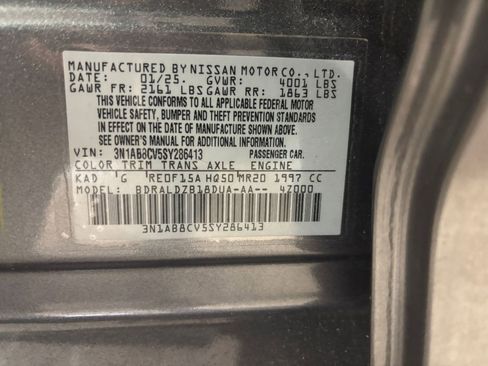 MANUFACTURED BY NISSAN MOTOR CO., LTD.
DATE: 01/25. GVWR: 4001 LBS
GAWR FR: 2161 LBS GAWR RR: 1863 LBS
THIS VEHICLE CONFORMS TO ALL APPLICABLE FEDERAL MOTOR
VEHICLE SAFETY, BUMPER, AND THEFT PREVENTION STANDARDS
IN EFFECT ON THE DATE OF MANUFACTURE SHOWN ABOVE.
SEE OWNER'S MANUAL FOR ADDITIONAL INFORMATION.
VIN: 3N1AB8CV5SY286413 PASSENGER CAR.
COLOR TRIM TRANS AXLE ENGINE
KAD G RE0F15A HQ50 MR20 1997 CC
MODEL: BDRALDZB18DUA-AA-- 4Z000
3N1AB8CV5SY286413